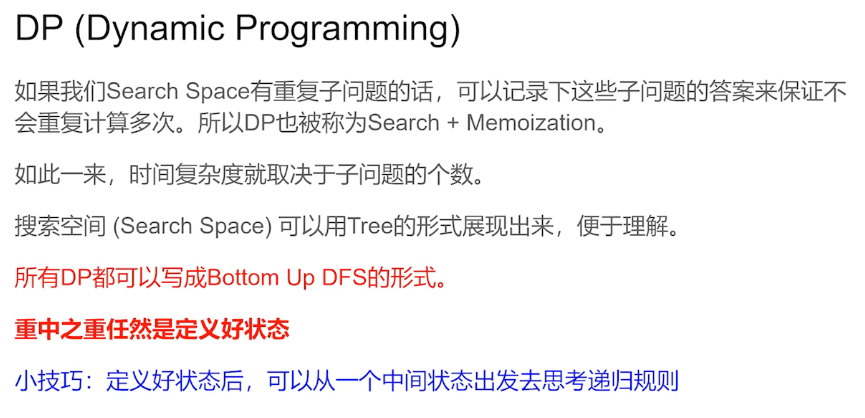 DP (Dynamic Programming)
如果我们Search Space有重复子问题的话，可以记录下这些子问题的答案来保证不
会重复计算多次。所以DP也被称为Search + Memoization。
如此一来，时间复杂度就取决于子问题的个数。
搜索空间 (Search Space) 可以用Tree的形式展现出来，便于理解。
所有DP都可以写成Bottom Up DFS的形式。
重中之重任然是定义好状态
小技巧：定义好状态后，可以从一个中间状态出发去思考递归规则